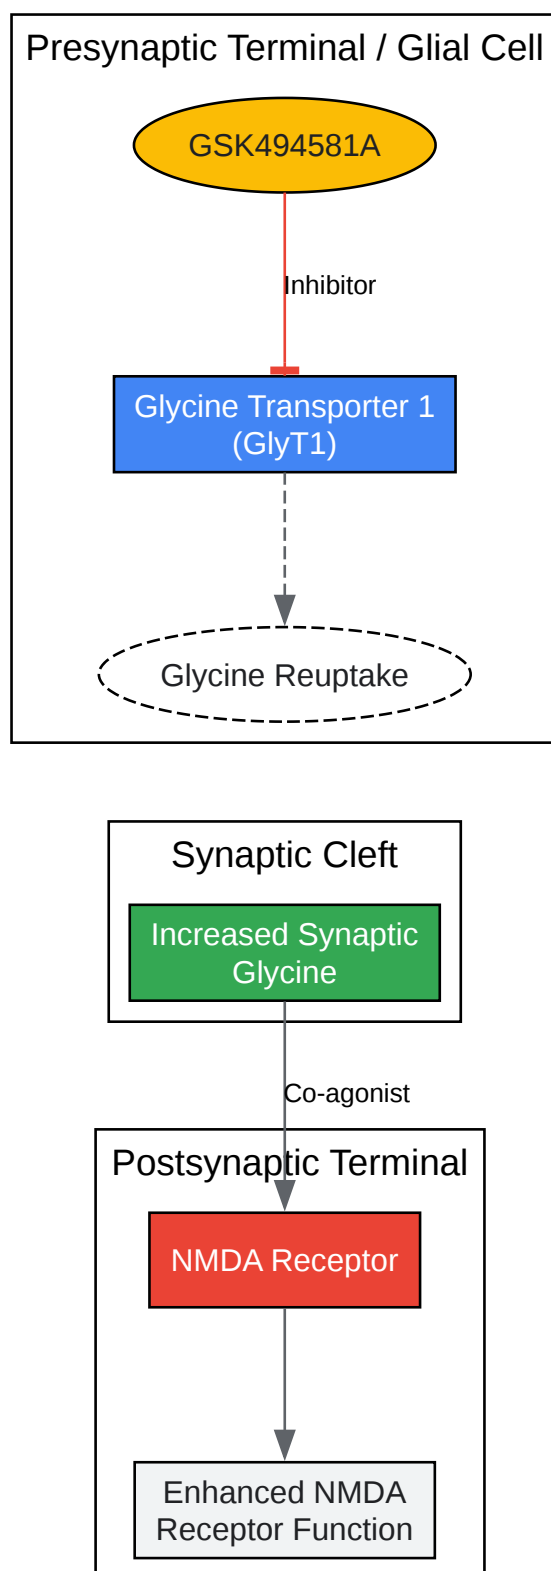 Presynaptic Terminal / Glial Cell
GSK494581A
Inhibitor
Glycine Transporter 1
(GlyT1)
Glycine Reuptake
Synaptic Cleft
Increased Synaptic
Glycine
Co-agonist
Postsynaptic Terminal
NMDA Receptor
Enhanced NMDA
Receptor Function